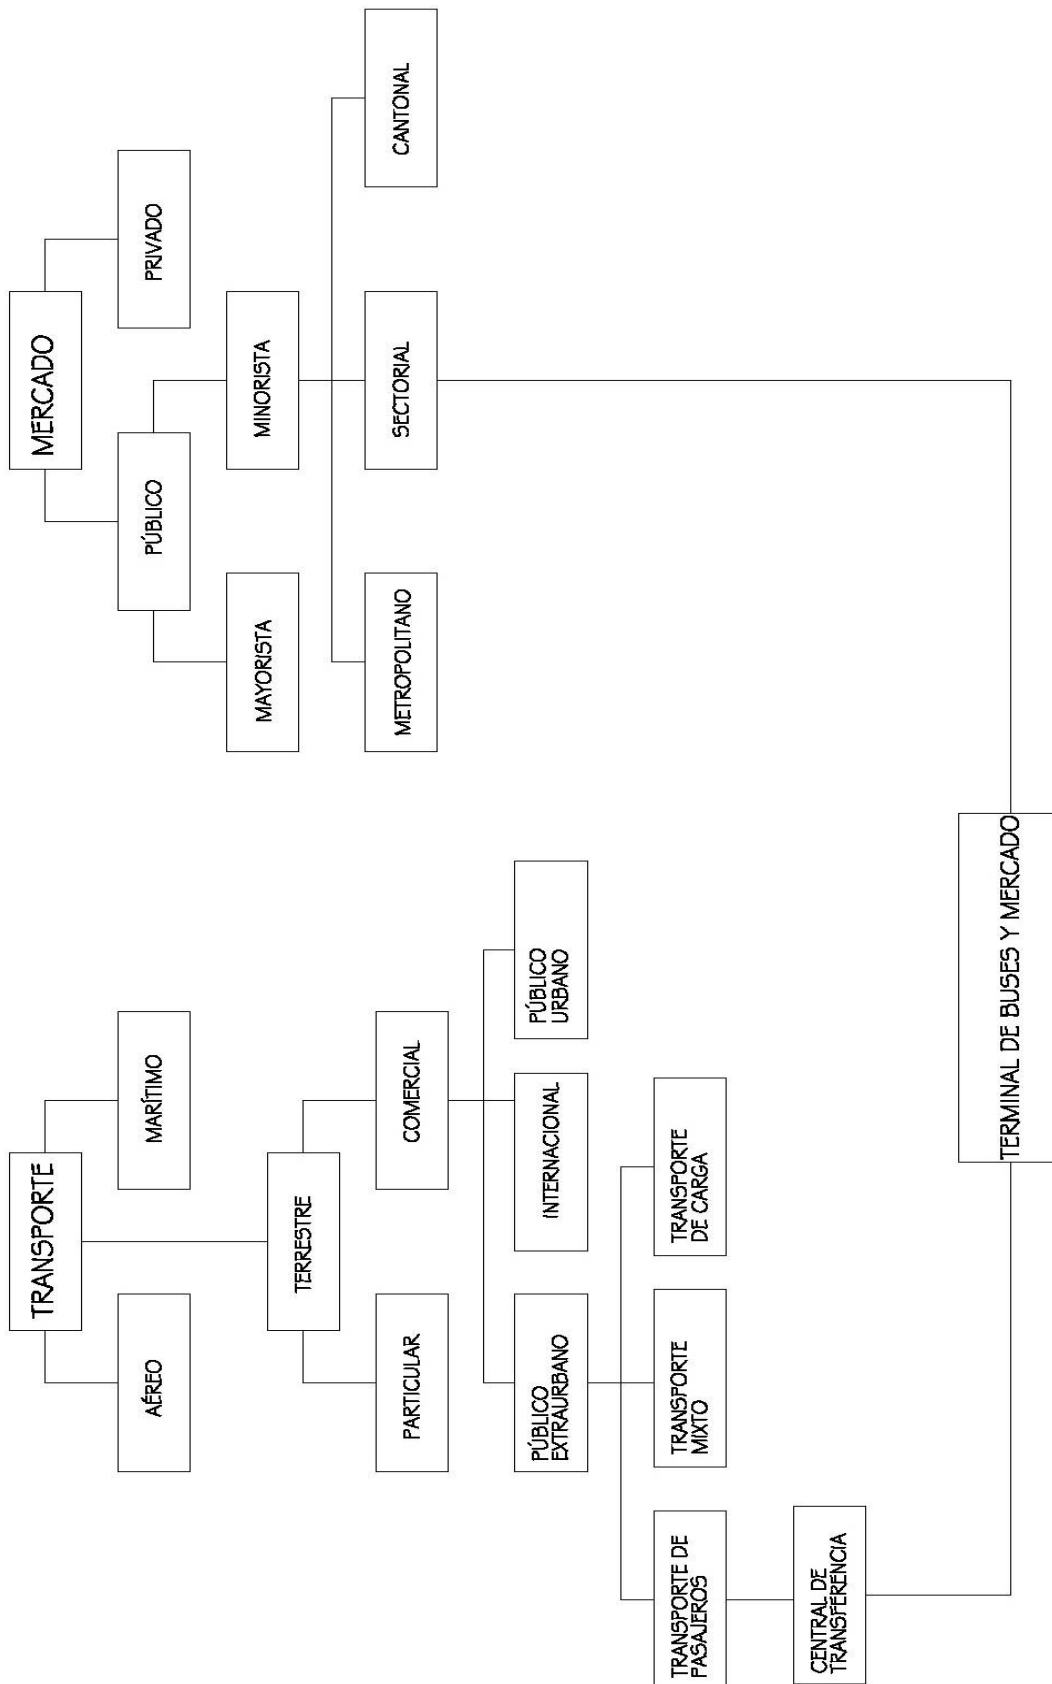 TRANSPORTE
MERCADO
AÉREO
MARÍTIMO
PÚBLICO
PRIVADO
MAYORISTA
MINORISTA
TERRESTRE
METROPOLITANO
SECTORIAL
CANTONAL
PARTICULAR
COMERCIAL
PÚBLICO
EXTRAURBANO
INTERNACIONAL
PÚBLICO
URBANO
TRANSPORTE DE
PASAJEROS
TRANSPORTE
MIXTO
TRANSPORTE
DE CARGA
CENTRAL DE
TRANSFERENCIA
TERMINAL DE BUSES Y MERCADO